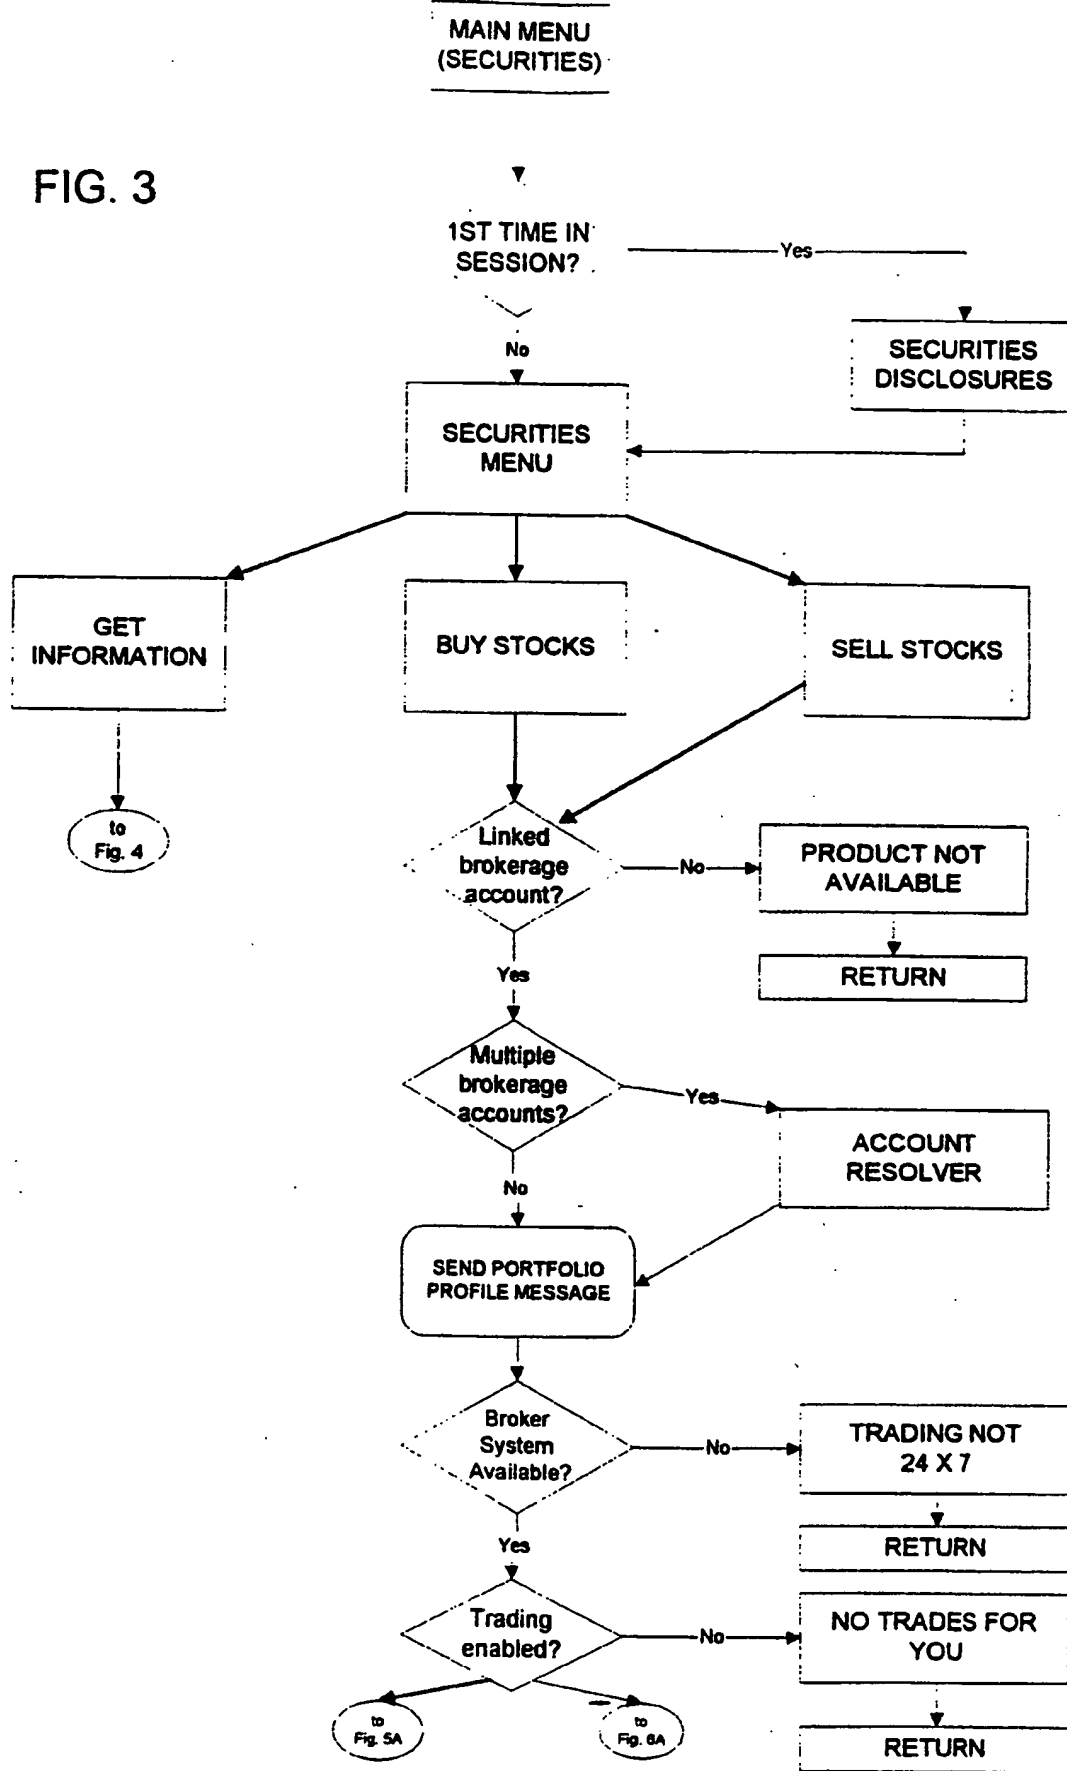 MAIN MENU
(SECURITIES)
FIG. 3
1ST TIME IN
SESSION?
Yes
No
SECURITIES
DISCLOSURES
SECURITIES
MENU
GET
INFORMATION
BUY STOCKS
SELL STOCKS
to
Fig. 4
Linked
brokerage
account?
No
PRODUCT NOT
AVAILABLE
RETURN
Yes
Multiple
brokerage
accounts?
Yes
ACCOUNT
RESOLVER
No
SEND PORTFOLIO
PROFILE MESSAGE
Broker
System
Available?
No
TRADING NOT
24 X 7
RETURN
Yes
Trading
enabled?
No
NO TRADES FOR
YOU
to
Fig. 5A
to
Fig. 6A
RETURN